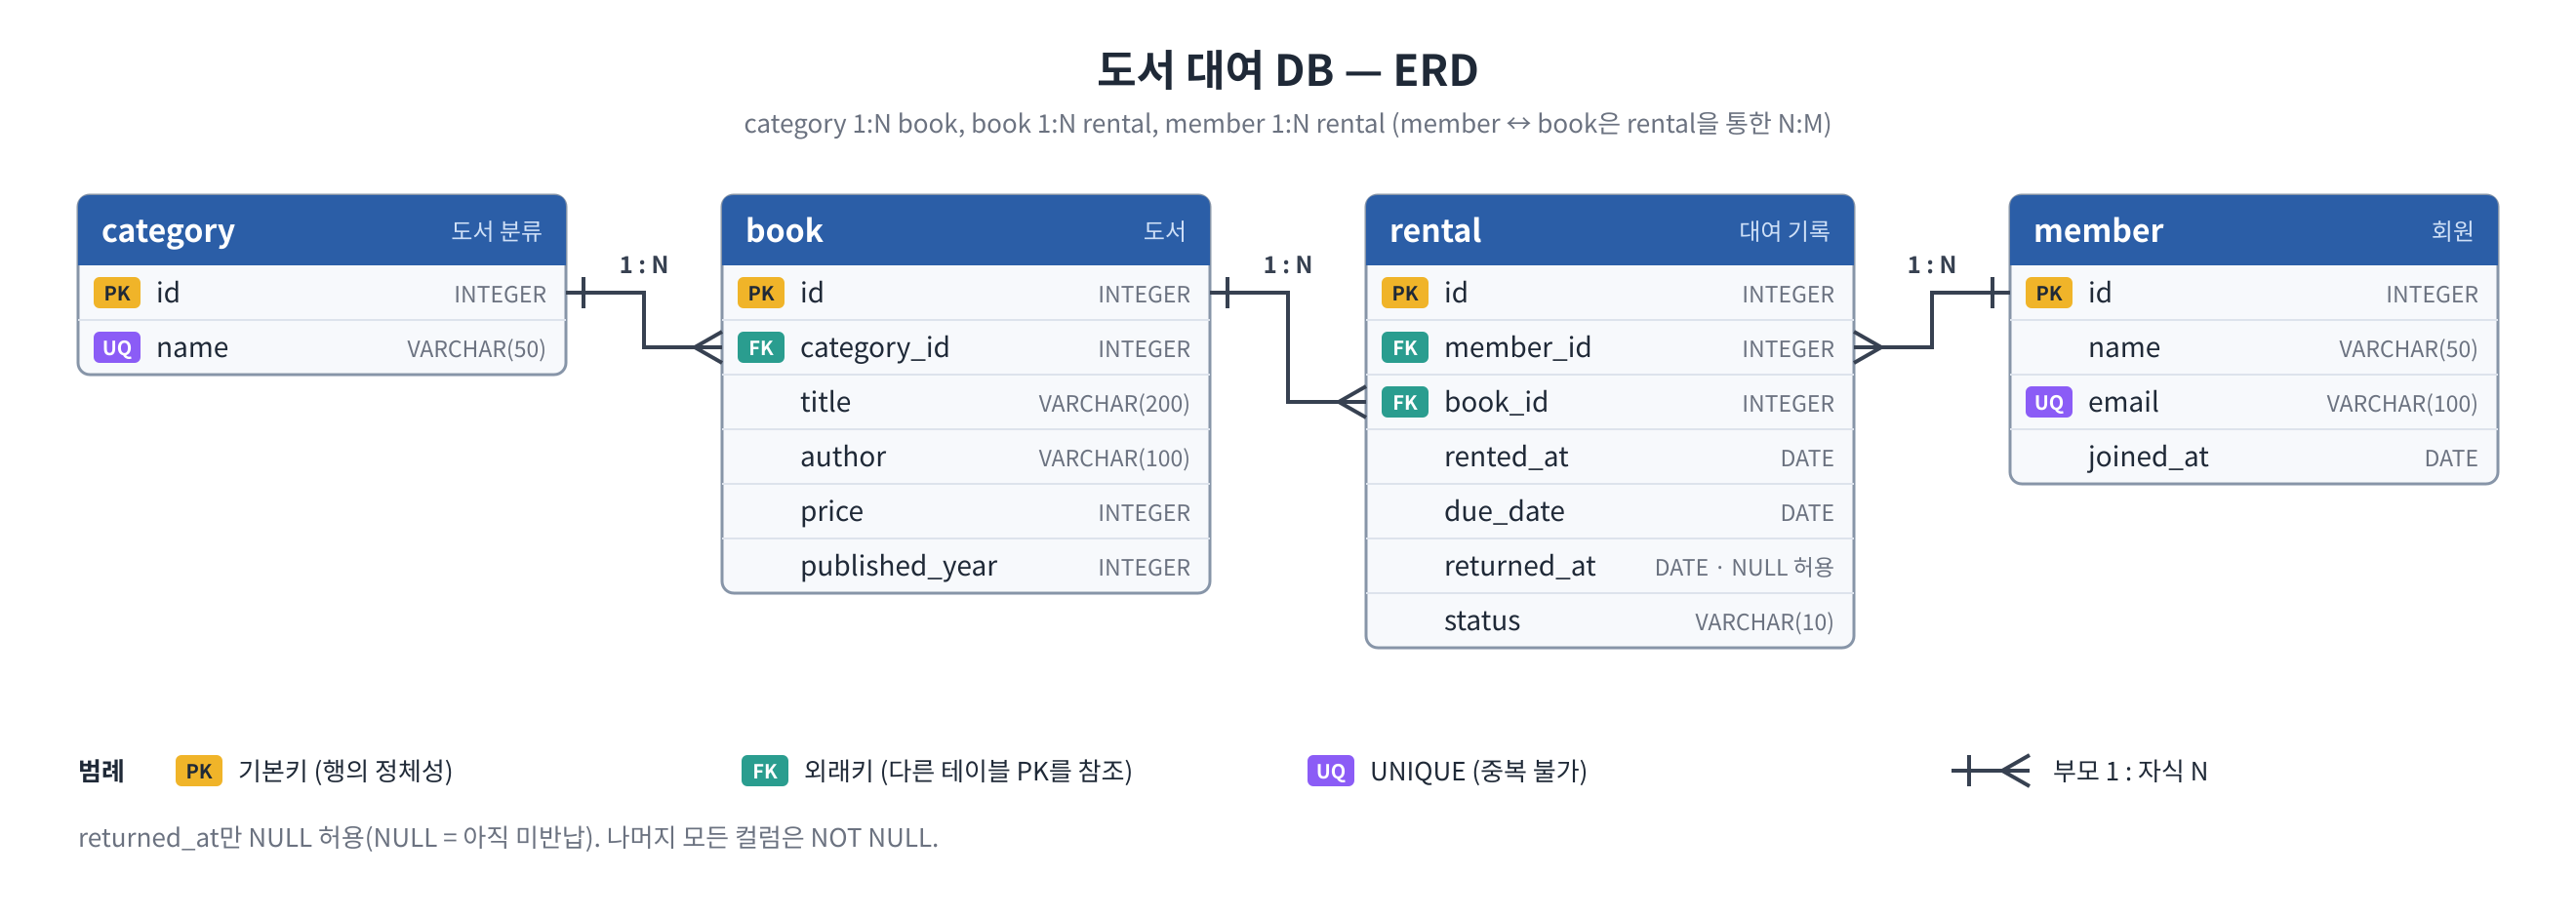 도서 대여 DB — ERD
category 1:N book, book 1:N rental, member 1:N rental (member ↔ book은 rental을 통한 N:M)
category 도서 분류
PK id INTEGER
UQ name VARCHAR(50)
1 : N
book 도서
PK id INTEGER
FK category_id INTEGER
title VARCHAR(200)
author VARCHAR(100)
price INTEGER
published_year INTEGER
1 : N
rental 대여 기록
PK id INTEGER
FK member_id INTEGER
FK book_id INTEGER
rented_at DATE
due_date DATE
returned_at DATE · NULL 허용
status VARCHAR(10)
1 : N
member 회원
PK id INTEGER
name VARCHAR(50)
UQ email VARCHAR(100)
joined_at DATE
범례 PK 기본키 (행의 정체성) FK 외래키 (다른 테이블 PK를 참조) UQ UNIQUE (중복 불가) 부모 1 : 자식 N
returned_at만 NULL 허용(NULL = 아직 미반납). 나머지 모든 컬럼은 NOT NULL.